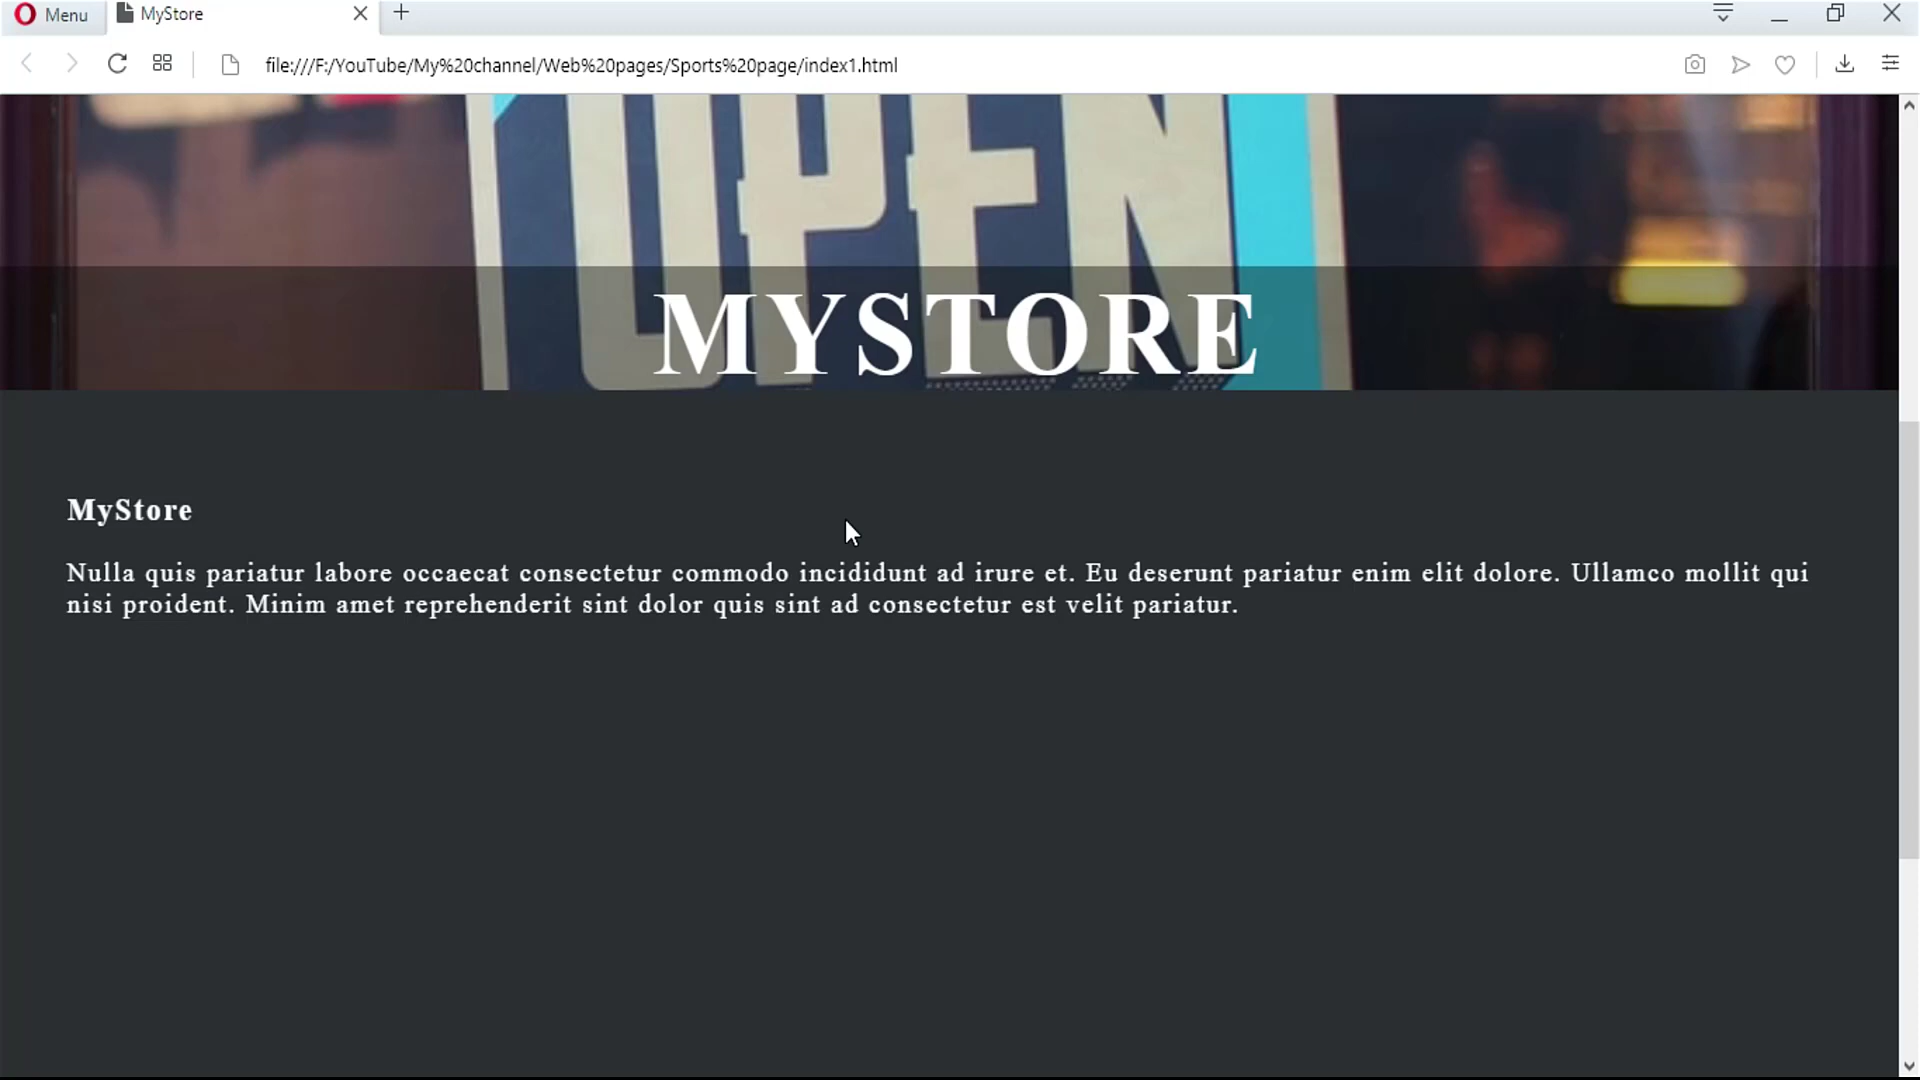 Menu
MyStore
file:///F:/YouTube/My%20channel/Web%20pages/Sports%20page/index1.html
OPEN
MYSTORE
MyStore
Nulla quis pariatur labore occaecat consectetur commodo incididunt ad irure et. Eu deserunt pariatur enim elit dolore. Ullamco mollit qui
nisi proident. Minim amet reprehenderit sint dolor quis sint ad consectetur est velit pariatur.